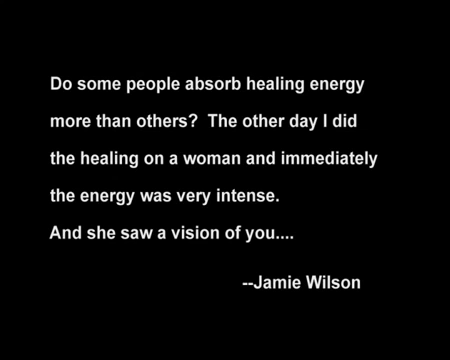 Do some people absorb healing energy
more than others?  The other day I did
the healing on a woman and immediately
the energy was very intense.
And she saw a vision of you....
--Jamie Wilson